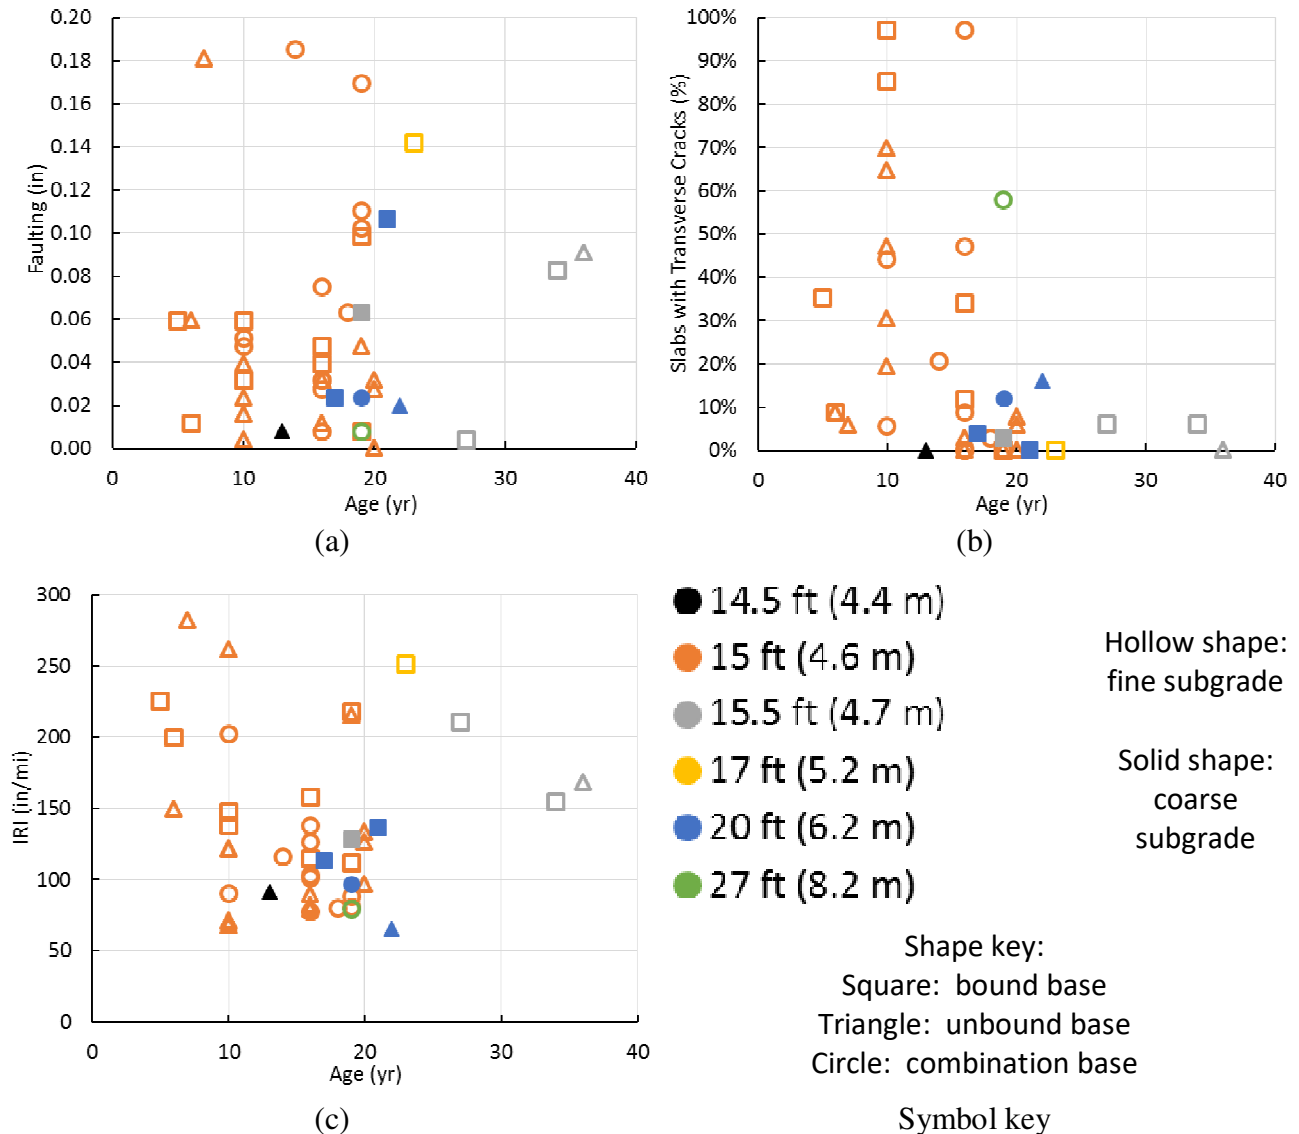 0.20
0.18
0.16
0.14
0.12
0.10
0.08
0.06
0.04
0.02
0.00
Faulting (in)
0 10 20 30 40
Age (yr)
(a)
100%
90%
80%
70%
60%
50%
40%
30%
20%
10%
0%
Slabs with Transverse Cracks (%)
0 10 20 30 40
Age (yr)
(b)
300
250
200
150
100
50
0
IRI (in/mi)
0 10 20 30 40
Age (yr)
(c)
14.5 ft (4.4 m)
15 ft (4.6 m)
15.5 ft (4.7 m)
17 ft (5.2 m)
20 ft (6.2 m)
27 ft (8.2 m)
Hollow shape:
fine subgrade
Solid shape:
coarse
subgrade
Shape key:
Square: bound base
Triangle: unbound base
Circle: combination base
Symbol key